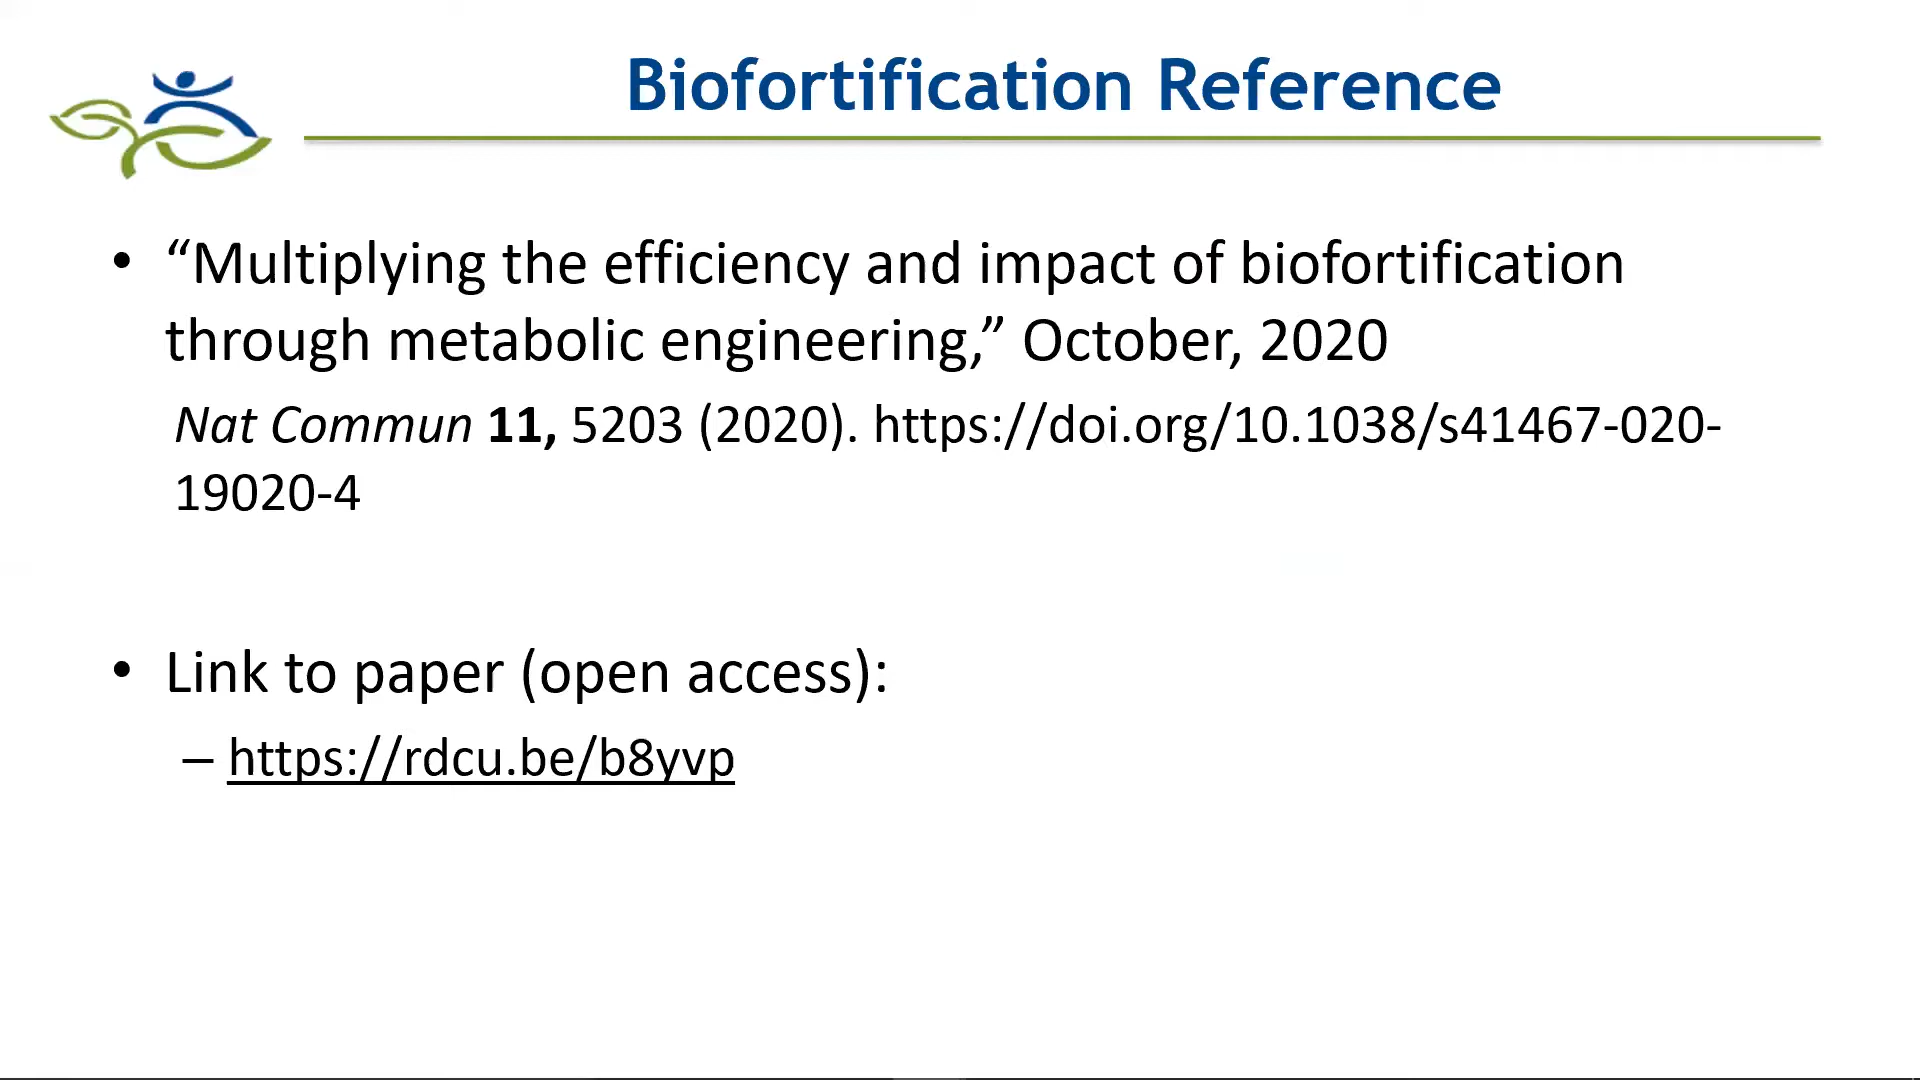 Biofortification Reference
• “Multiplying the efficiency and impact of biofortification
through metabolic engineering,” October, 2020
Nat Commun 11, 5203 (2020). https://doi.org/10.1038/s41467-020-
19020-4
• Link to paper (open access):
– https://rdcu.be/b8yvp